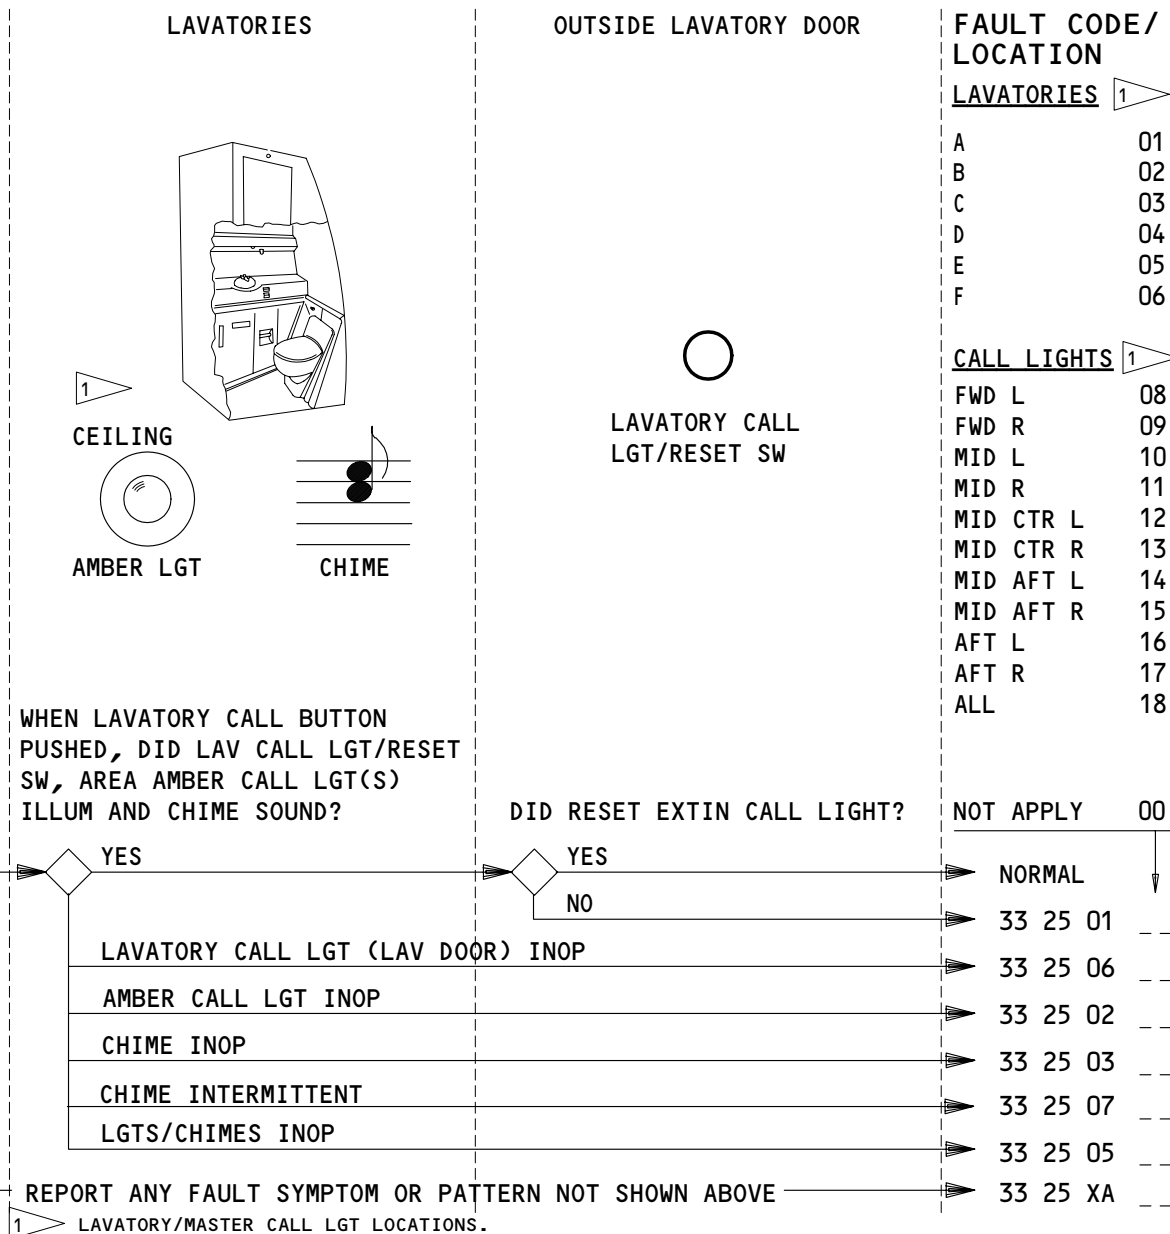 LAVATORIES
OUTSIDE LAVATORY DOOR
FAULT CODE/
LOCATION
LAVATORIES 1
A 01
B 02
C 03
D 04
E 05
F 06
CALL LIGHTS 1
FWD L 08
FWD R 09
MID L 10
MID R 11
MID CTR L 12
MID CTR R 13
MID AFT L 14
MID AFT R 15
AFT L 16
AFT R 17
ALL 18
1
CEILING
AMBER LGT
CHIME
LAVATORY CALL
LGT/RESET SW
WHEN LAVATORY CALL BUTTON
PUSHED, DID LAV CALL LGT/RESET
SW, AREA AMBER CALL LGT(S)
ILLUM AND CHIME SOUND?
DID RESET EXTIN CALL LIGHT?
NOT APPLY 00
YES
YES
NORMAL
NO
33 25 01 _ _
LAVATORY CALL LGT (LAV DOOR) INOP
33 25 06 _ _
AMBER CALL LGT INOP
33 25 02 _ _
CHIME INOP
33 25 03 _ _
CHIME INTERMITTENT
33 25 07 _ _
LGTS/CHIMES INOP
33 25 05 _ _
REPORT ANY FAULT SYMPTOM OR PATTERN NOT SHOWN ABOVE
33 25 XA _ _
1 LAVATORY/MASTER CALL LGT LOCATIONS.